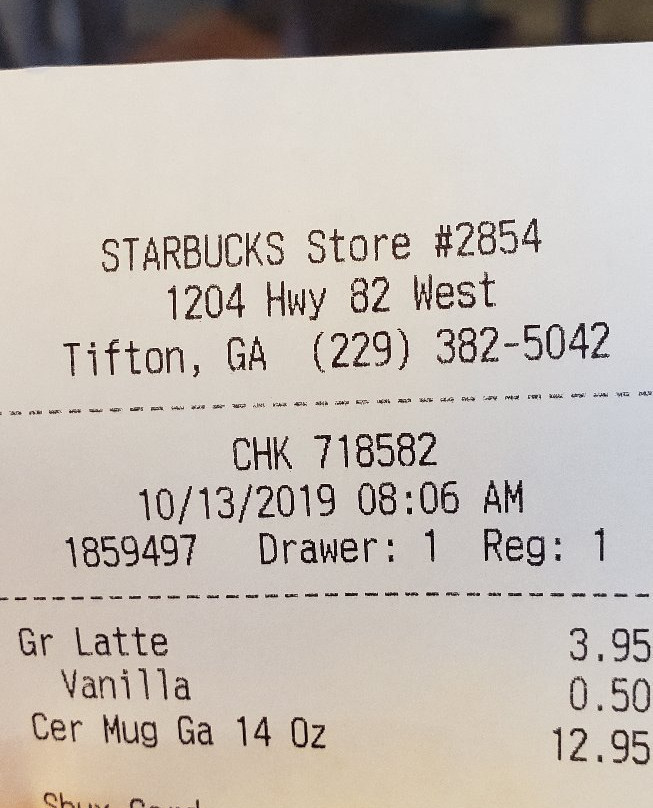 STARBUCKS Store #2854
1204 Hwy 82 West
Tifton, GA (229) 382-5042
CHK 718582
10/13/2019 08:06 AM
1859497 Drawer: 1 Reg: 1
Gr Latte 3.95
Vanilla 0.50
Cer Mug Ga 14 Oz 12.95
Sbux Card